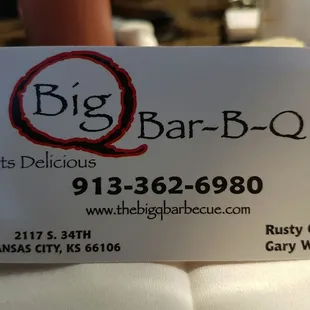 Big
Bar-B-Q
ts Delicious
913-362-6980
www.thebigqbarbecue.com
2117 S. 34TH
ANSAS CITY, KS 66106
Rusty
Gary W